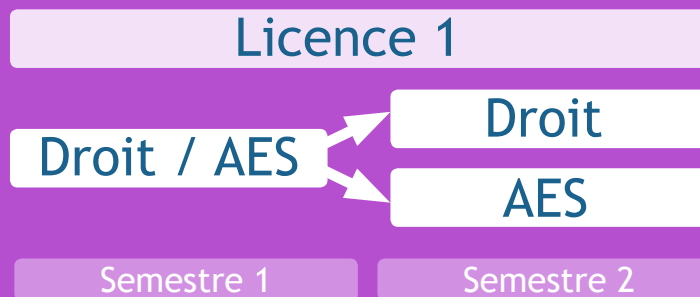 Licence 1
Droit / AES
Droit
AES
Semestre 1
Semestre 2